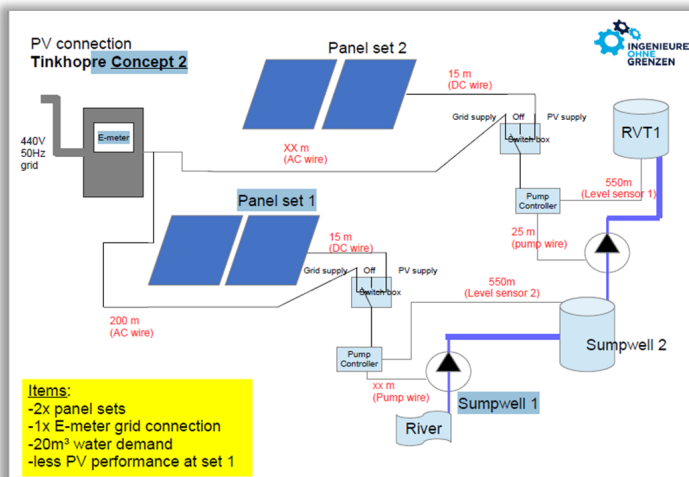 PV connection
Tinkhopre Concept 2
Panel set 2
INGENIEURE
OHNE
GRENZEN
15 m
(DC wire)
Grid supply Off PV supply
Switch box
E-meter
440V
50Hz
grid
XX m
(AC wire)
RVT1
Pump
Controller
550m
(Level sensor 1)
Panel set 1
25 m
(pump wire)
15 m
(DC wire)
Grid supply Off PV supply
Switch box
550m
(Level sensor 2)
200 m
(AC wire)
Pump
Controller
Sumpwell 2
xx m
(Pump wire)
Sumpwell 1
River
Items:
-2x panel sets
-1x E-meter grid connection
-20m³ water demand
-less PV performance at set 1